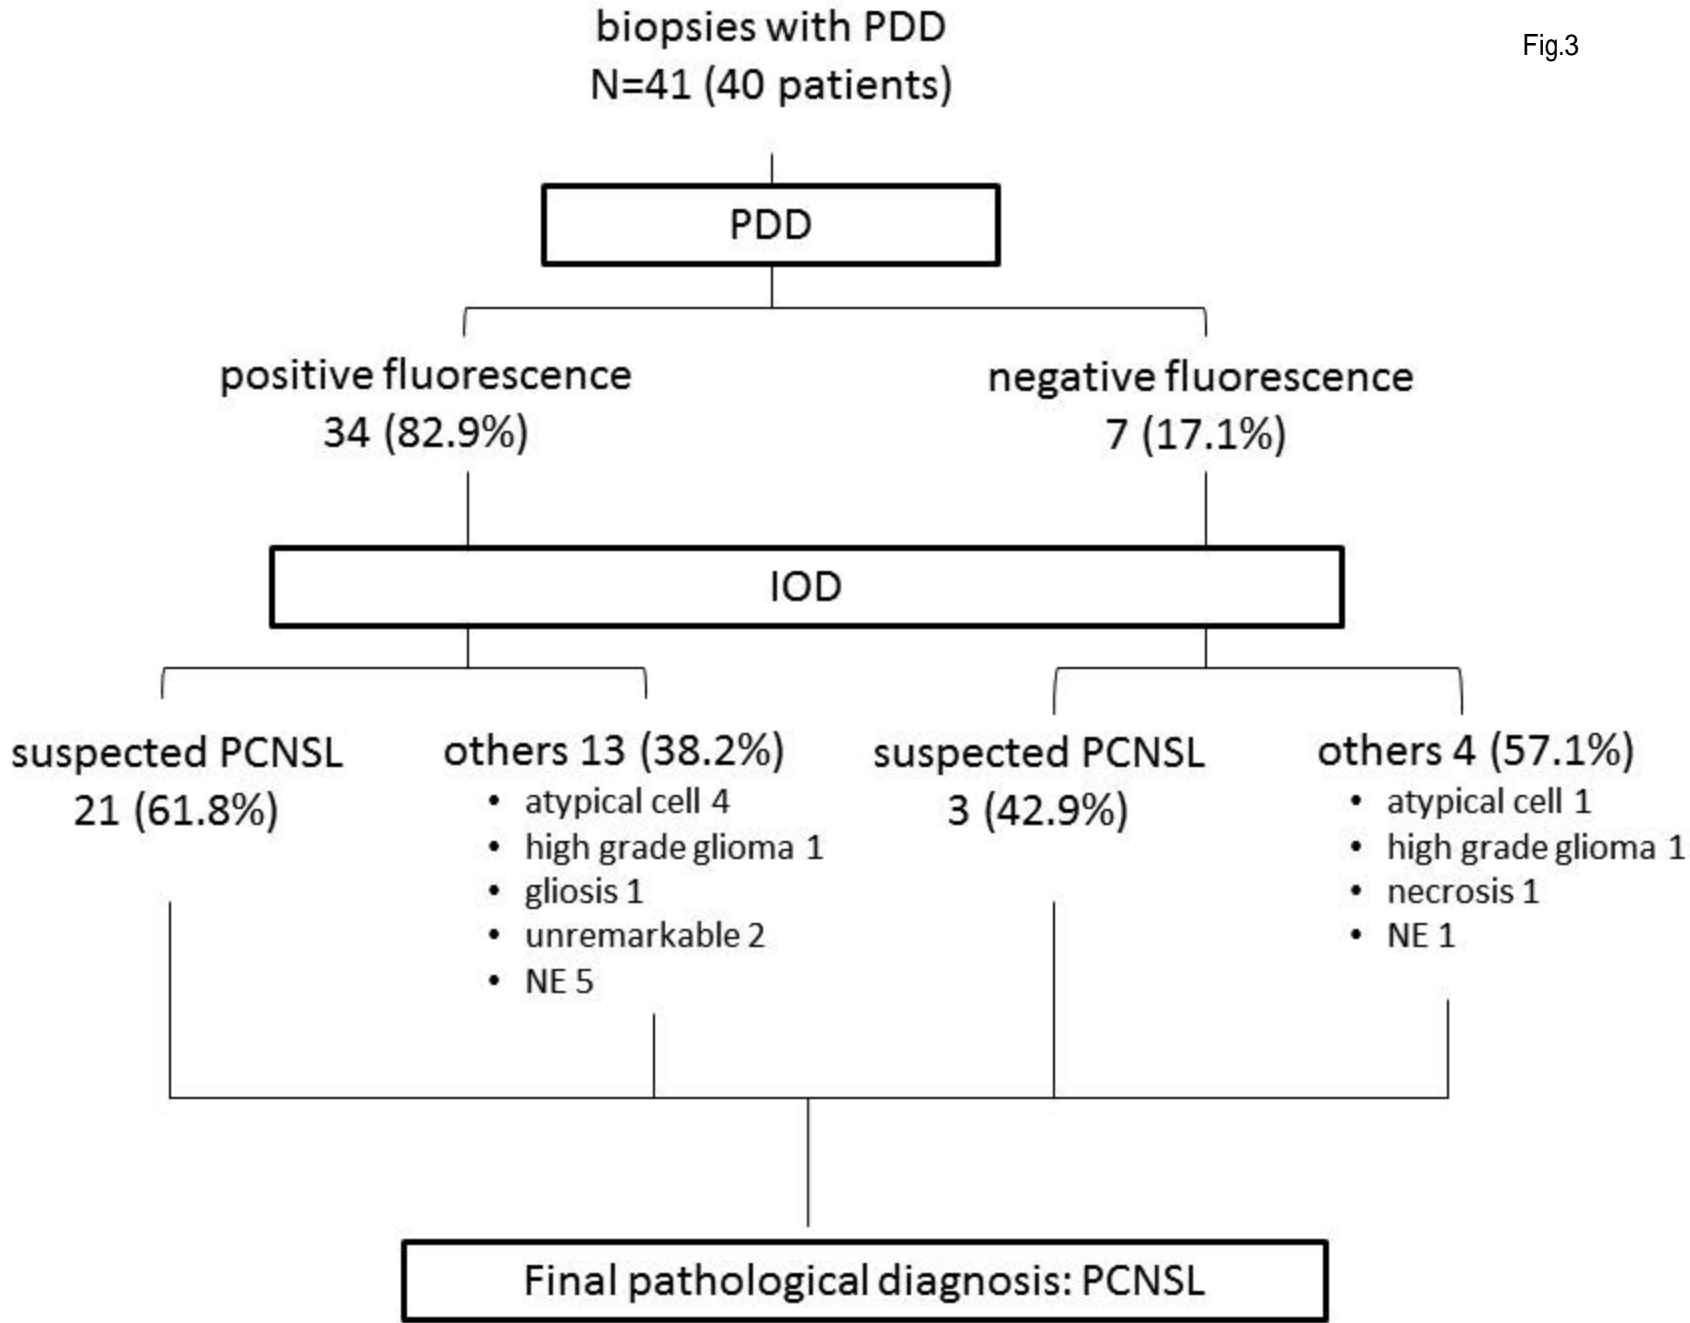 biopsies with PDD
N=41 (40 patients)
Fig.3
PDD
positive fluorescence
34 (82.9%)
negative fluorescence
7 (17.1%)
IOD
suspected PCNSL
21 (61.8%)
others 13 (38.2%)
• atypical cell 4
• high grade glioma 1
• gliosis 1
• unremarkable 2
• NE 5
suspected PCNSL
3 (42.9%)
others 4 (57.1%)
• atypical cell 1
• high grade glioma 1
• necrosis 1
• NE 1
Final pathological diagnosis: PCNSL